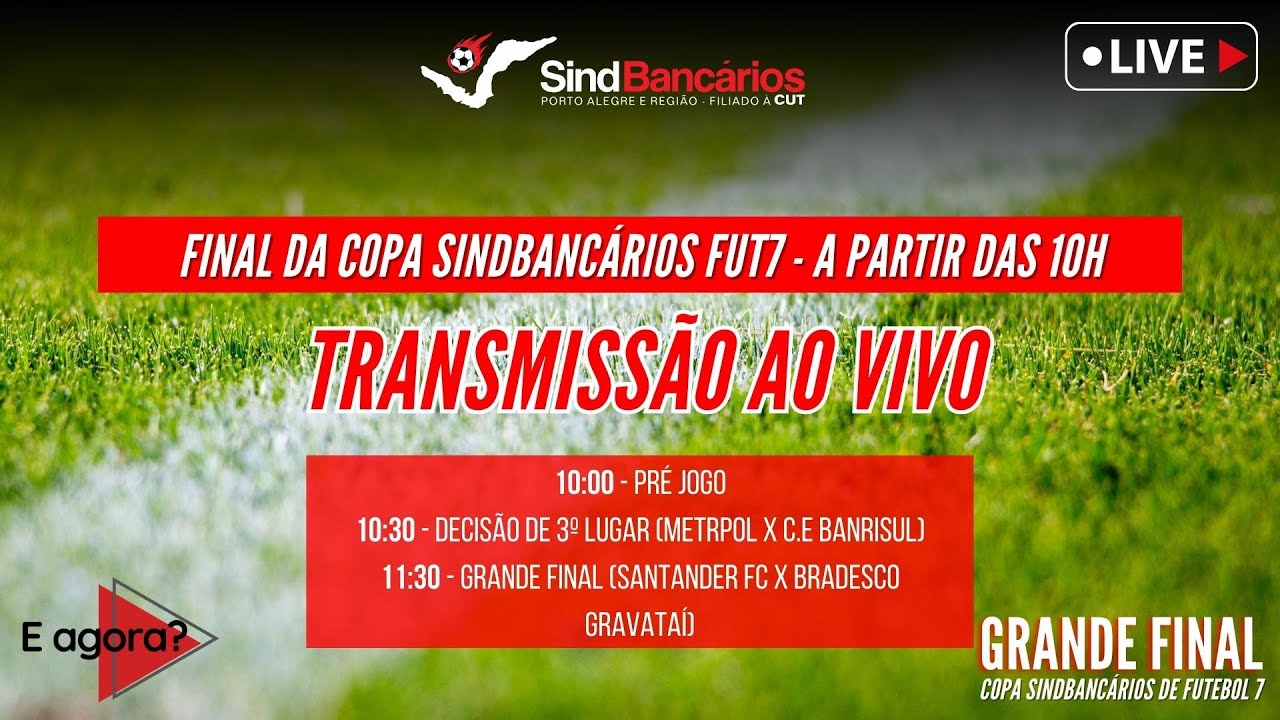 SindBancários
PORTO ALEGRE E REGIÃO - FILIADO À CUT
LIVE
FINAL DA COPA SINDBANCÁRIOS FUT7 - A PARTIR DAS 10H
TRANSMISSÃO AO VIVO
10:00 - PRÉ JOGO
10:30 - DECISÃO DE 3º LUGAR (METRPOL X C.E BANRISUL)
11:30 - GRANDE FINAL (SANTANDER FC X BRADESCO
GRAVATAÍ)
E agora?
GRANDE FINAL
COPA SINDBANCÁRIOS DE FUTEBOL 7